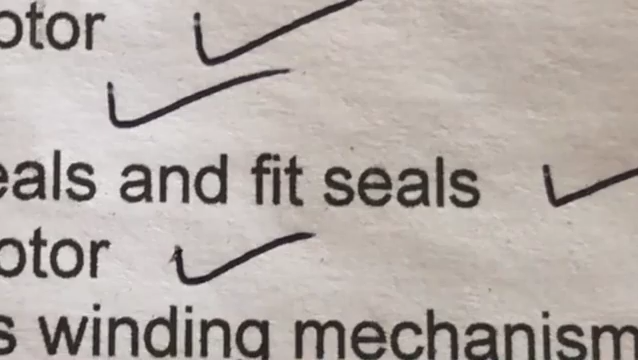 otor
eals and fit seals
otor
s winding mechanism